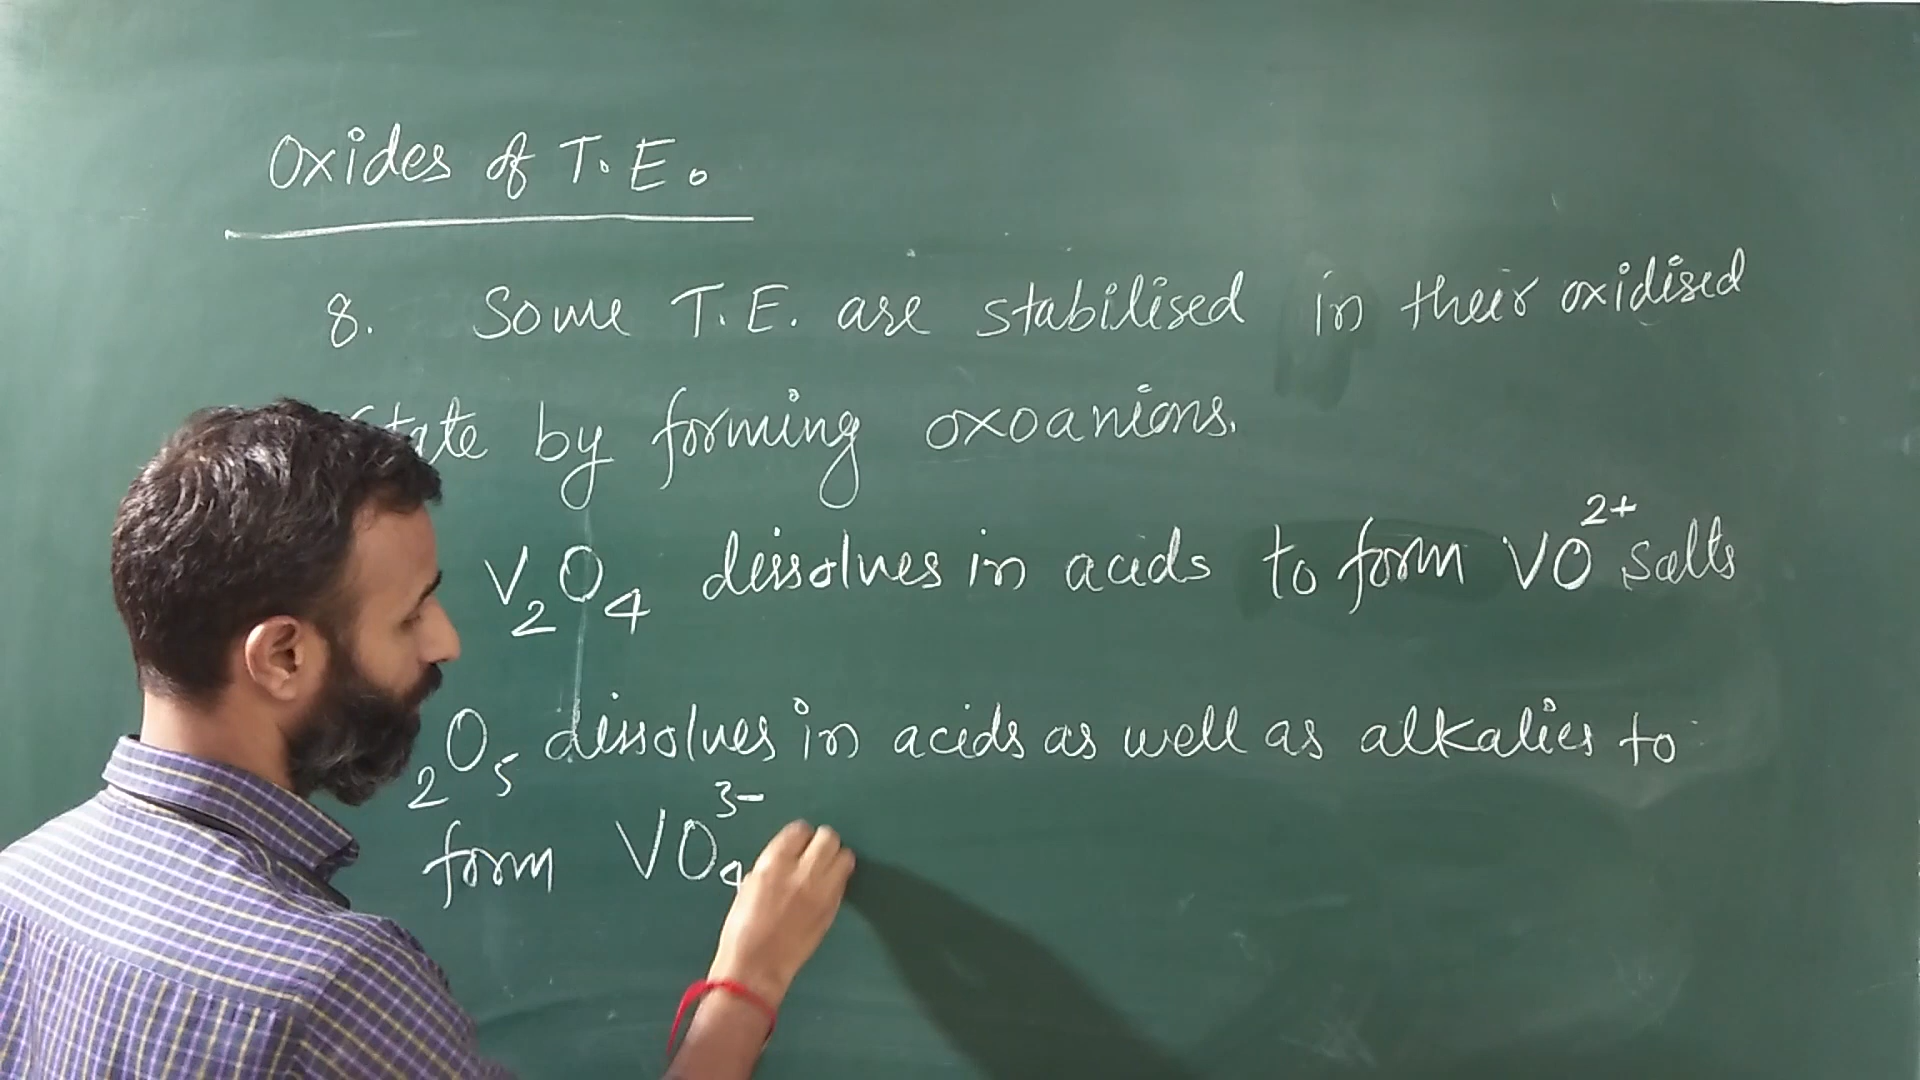 Oxides of T.E.
8. Some T.E. are stabilised in their oxidised
state by forming oxoanions.
V₂O₄ dissolves in acids to form VO²⁺ salts
₂O₅ dissolves in acids as well as alkalies to
form VO₄³⁻